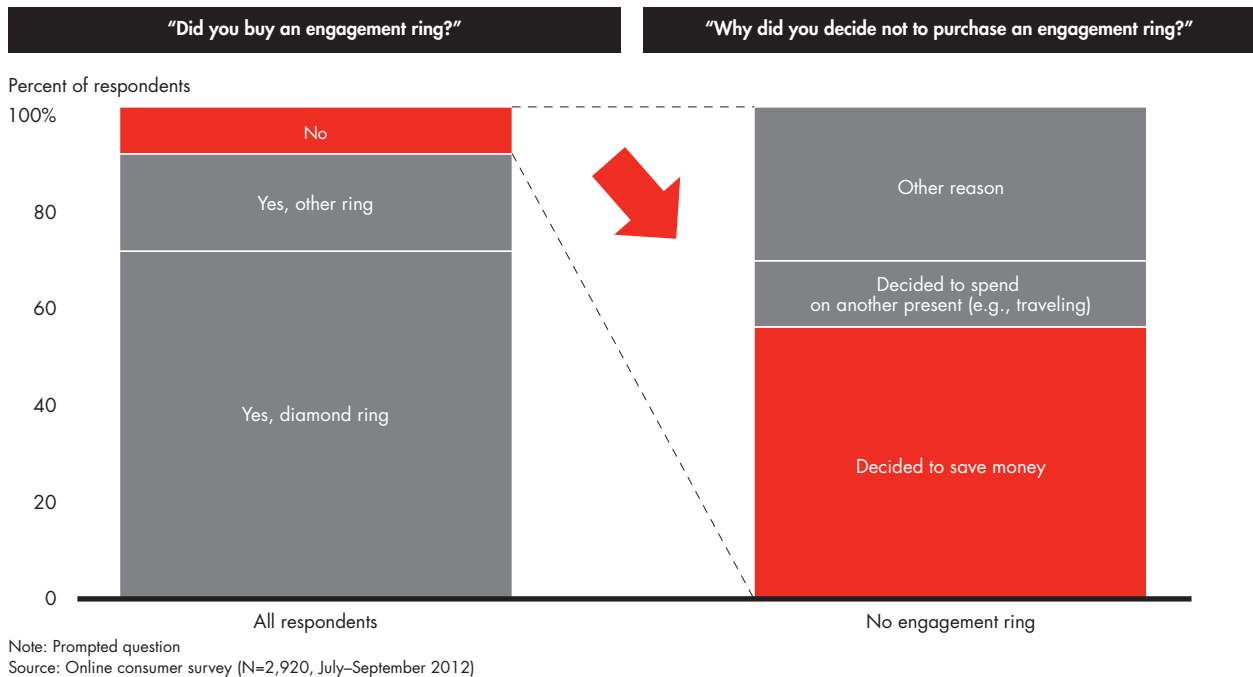 “Did you buy an engagement ring?”
“Why did you decide not to purchase an engagement ring?”
Percent of respondents
100%
80
60
40
20
0
No
Yes, other ring
Yes, diamond ring
Other reason
Decided to spend
on another present (e.g., traveling)
Decided to save money
All respondents
No engagement ring
Note: Prompted question
Source: Online consumer survey (N=2,920, July–September 2012)